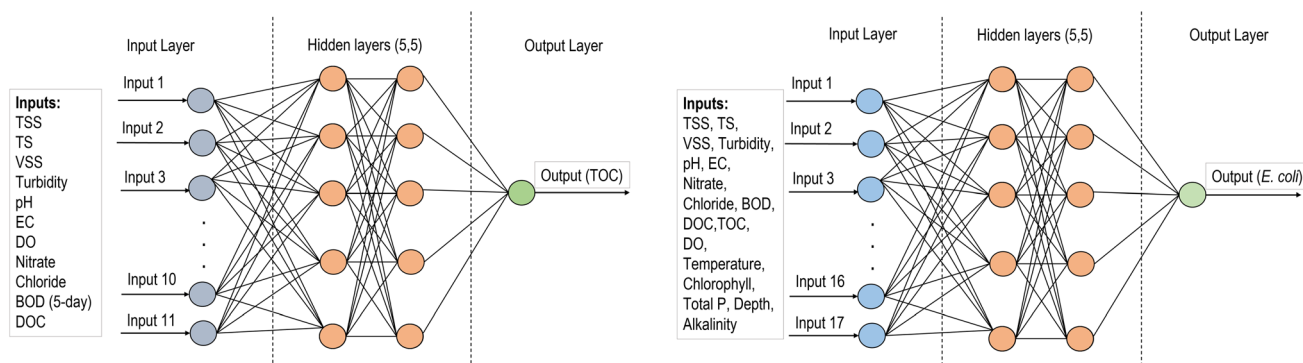 Input Layer
Hidden layers (5,5)
Output Layer
Inputs:
TSS
TS
VSS
Turbidity
pH
EC
DO
Nitrate
Chloride
BOD (5-day)
DOC
Input 1
Input 2
Input 3
Input 10
Input 11
Output (TOC)
Input Layer
Hidden layers (5,5)
Output Layer
Inputs:
TSS, TS,
VSS, Turbidity,
pH, EC,
Nitrate,
Chloride, BOD,
DOC,TOC,
DO,
Temperature,
Chlorophyll,
Total P, Depth,
Alkalinity
Input 1
Input 2
Input 3
Input 16
Input 17
Output (E. coli)